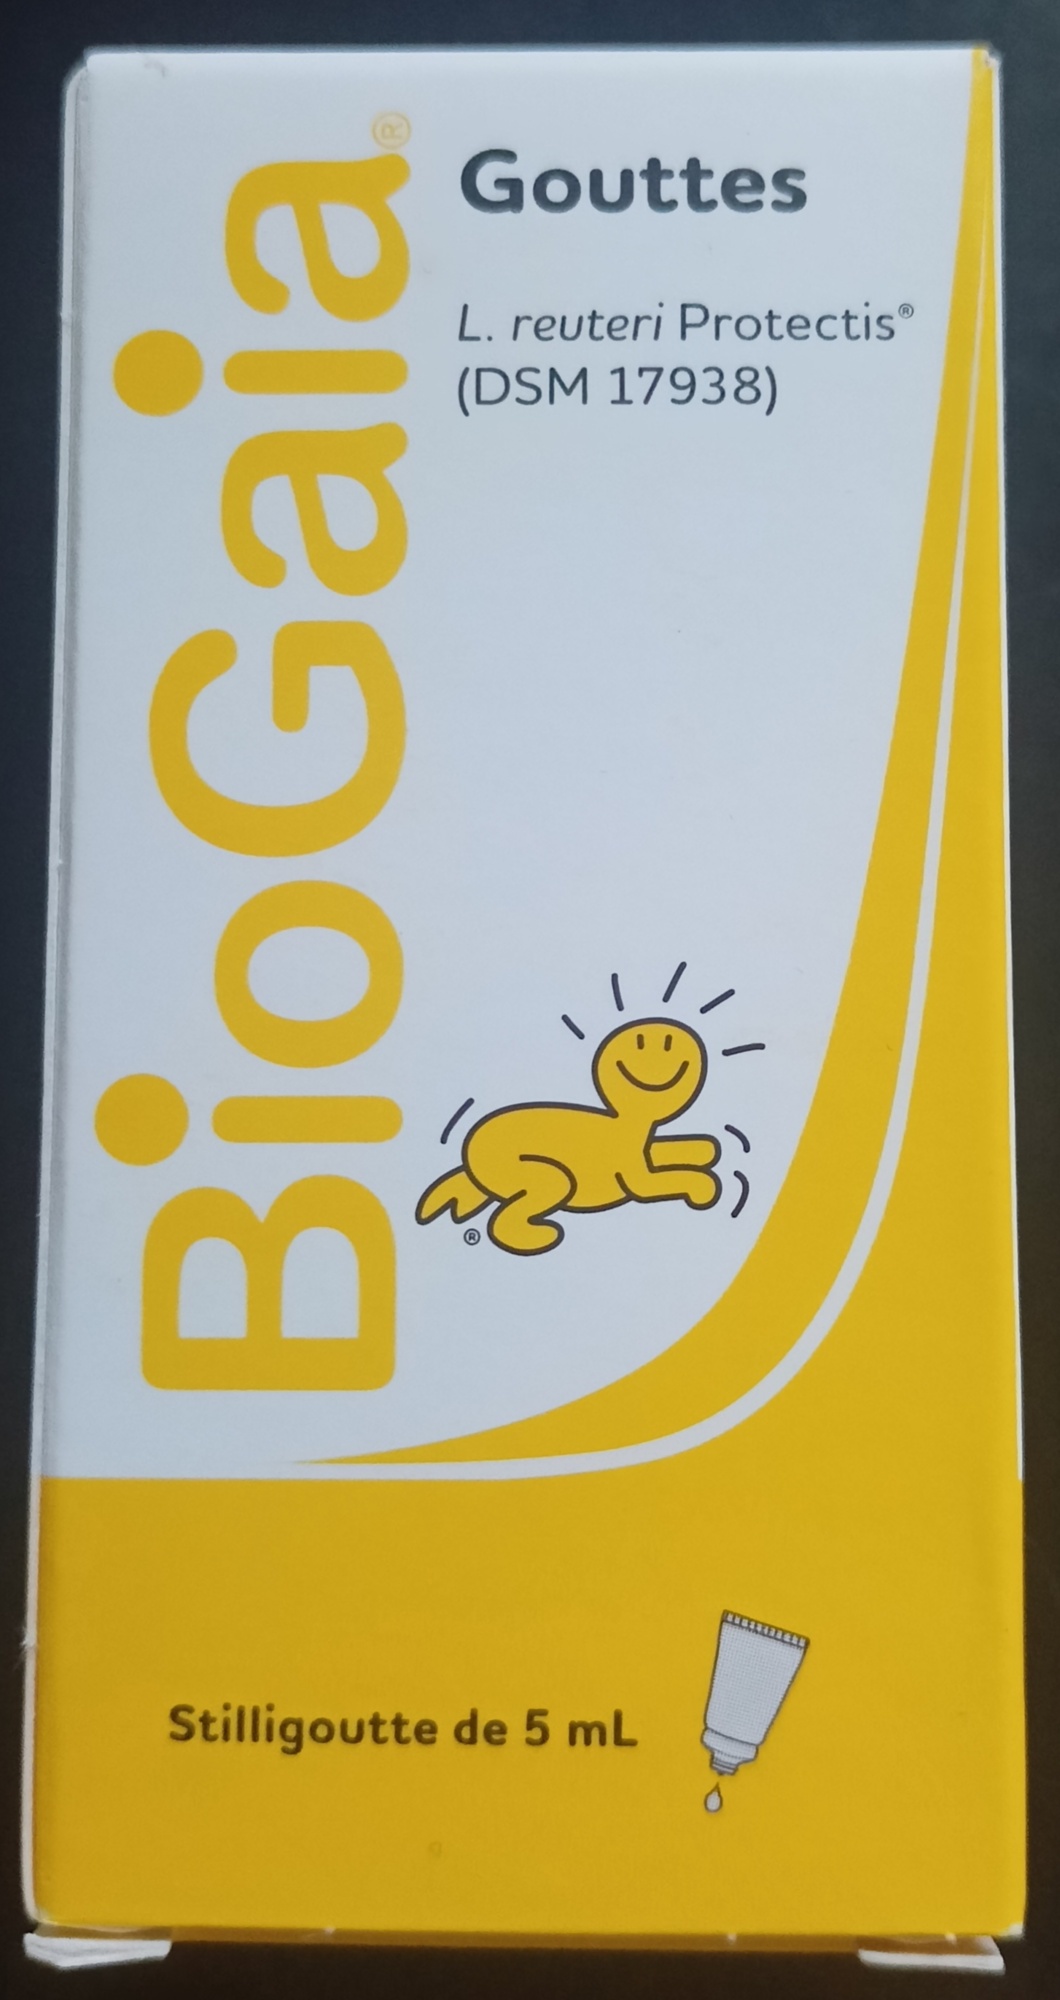 BioGaia®
Gouttes
L. reuteri Protectis®
(DSM 17938)
®
Stilligoutte de 5 mL